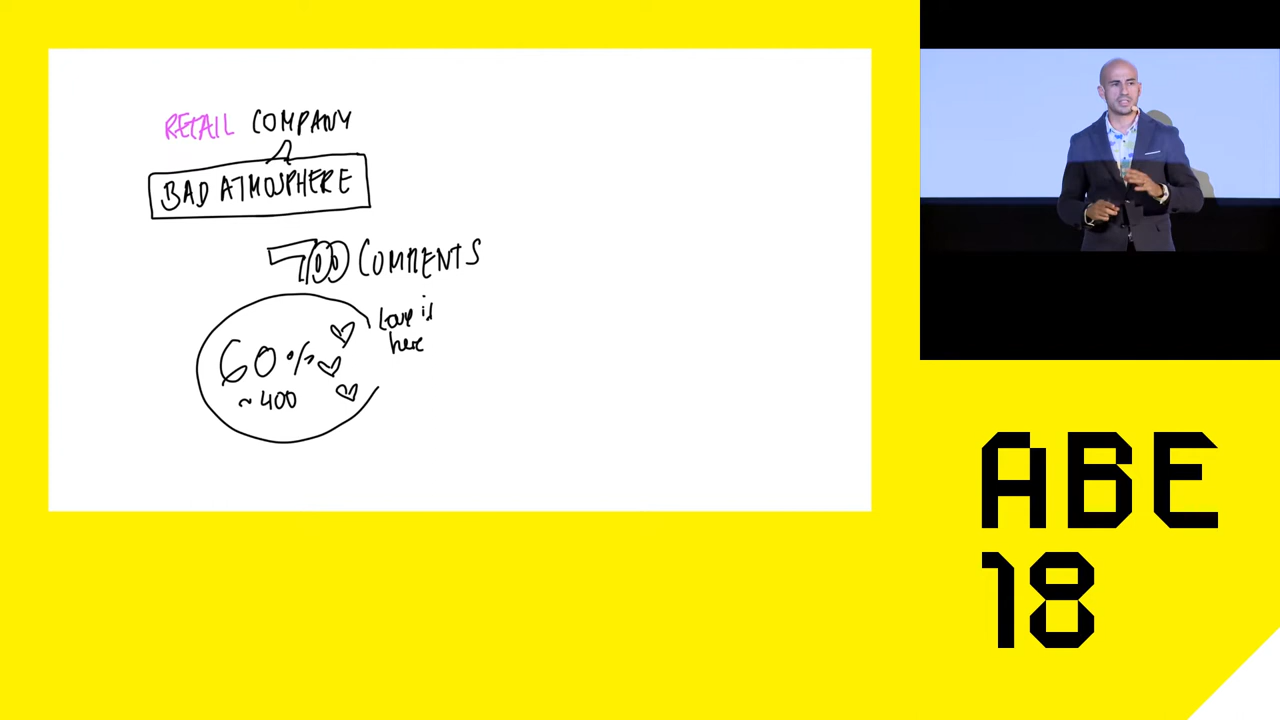 RETAIL COMPANY
BAD ATMOSPHERE
700 COMMENTS
60%
~400
Love is
here
ABE
18